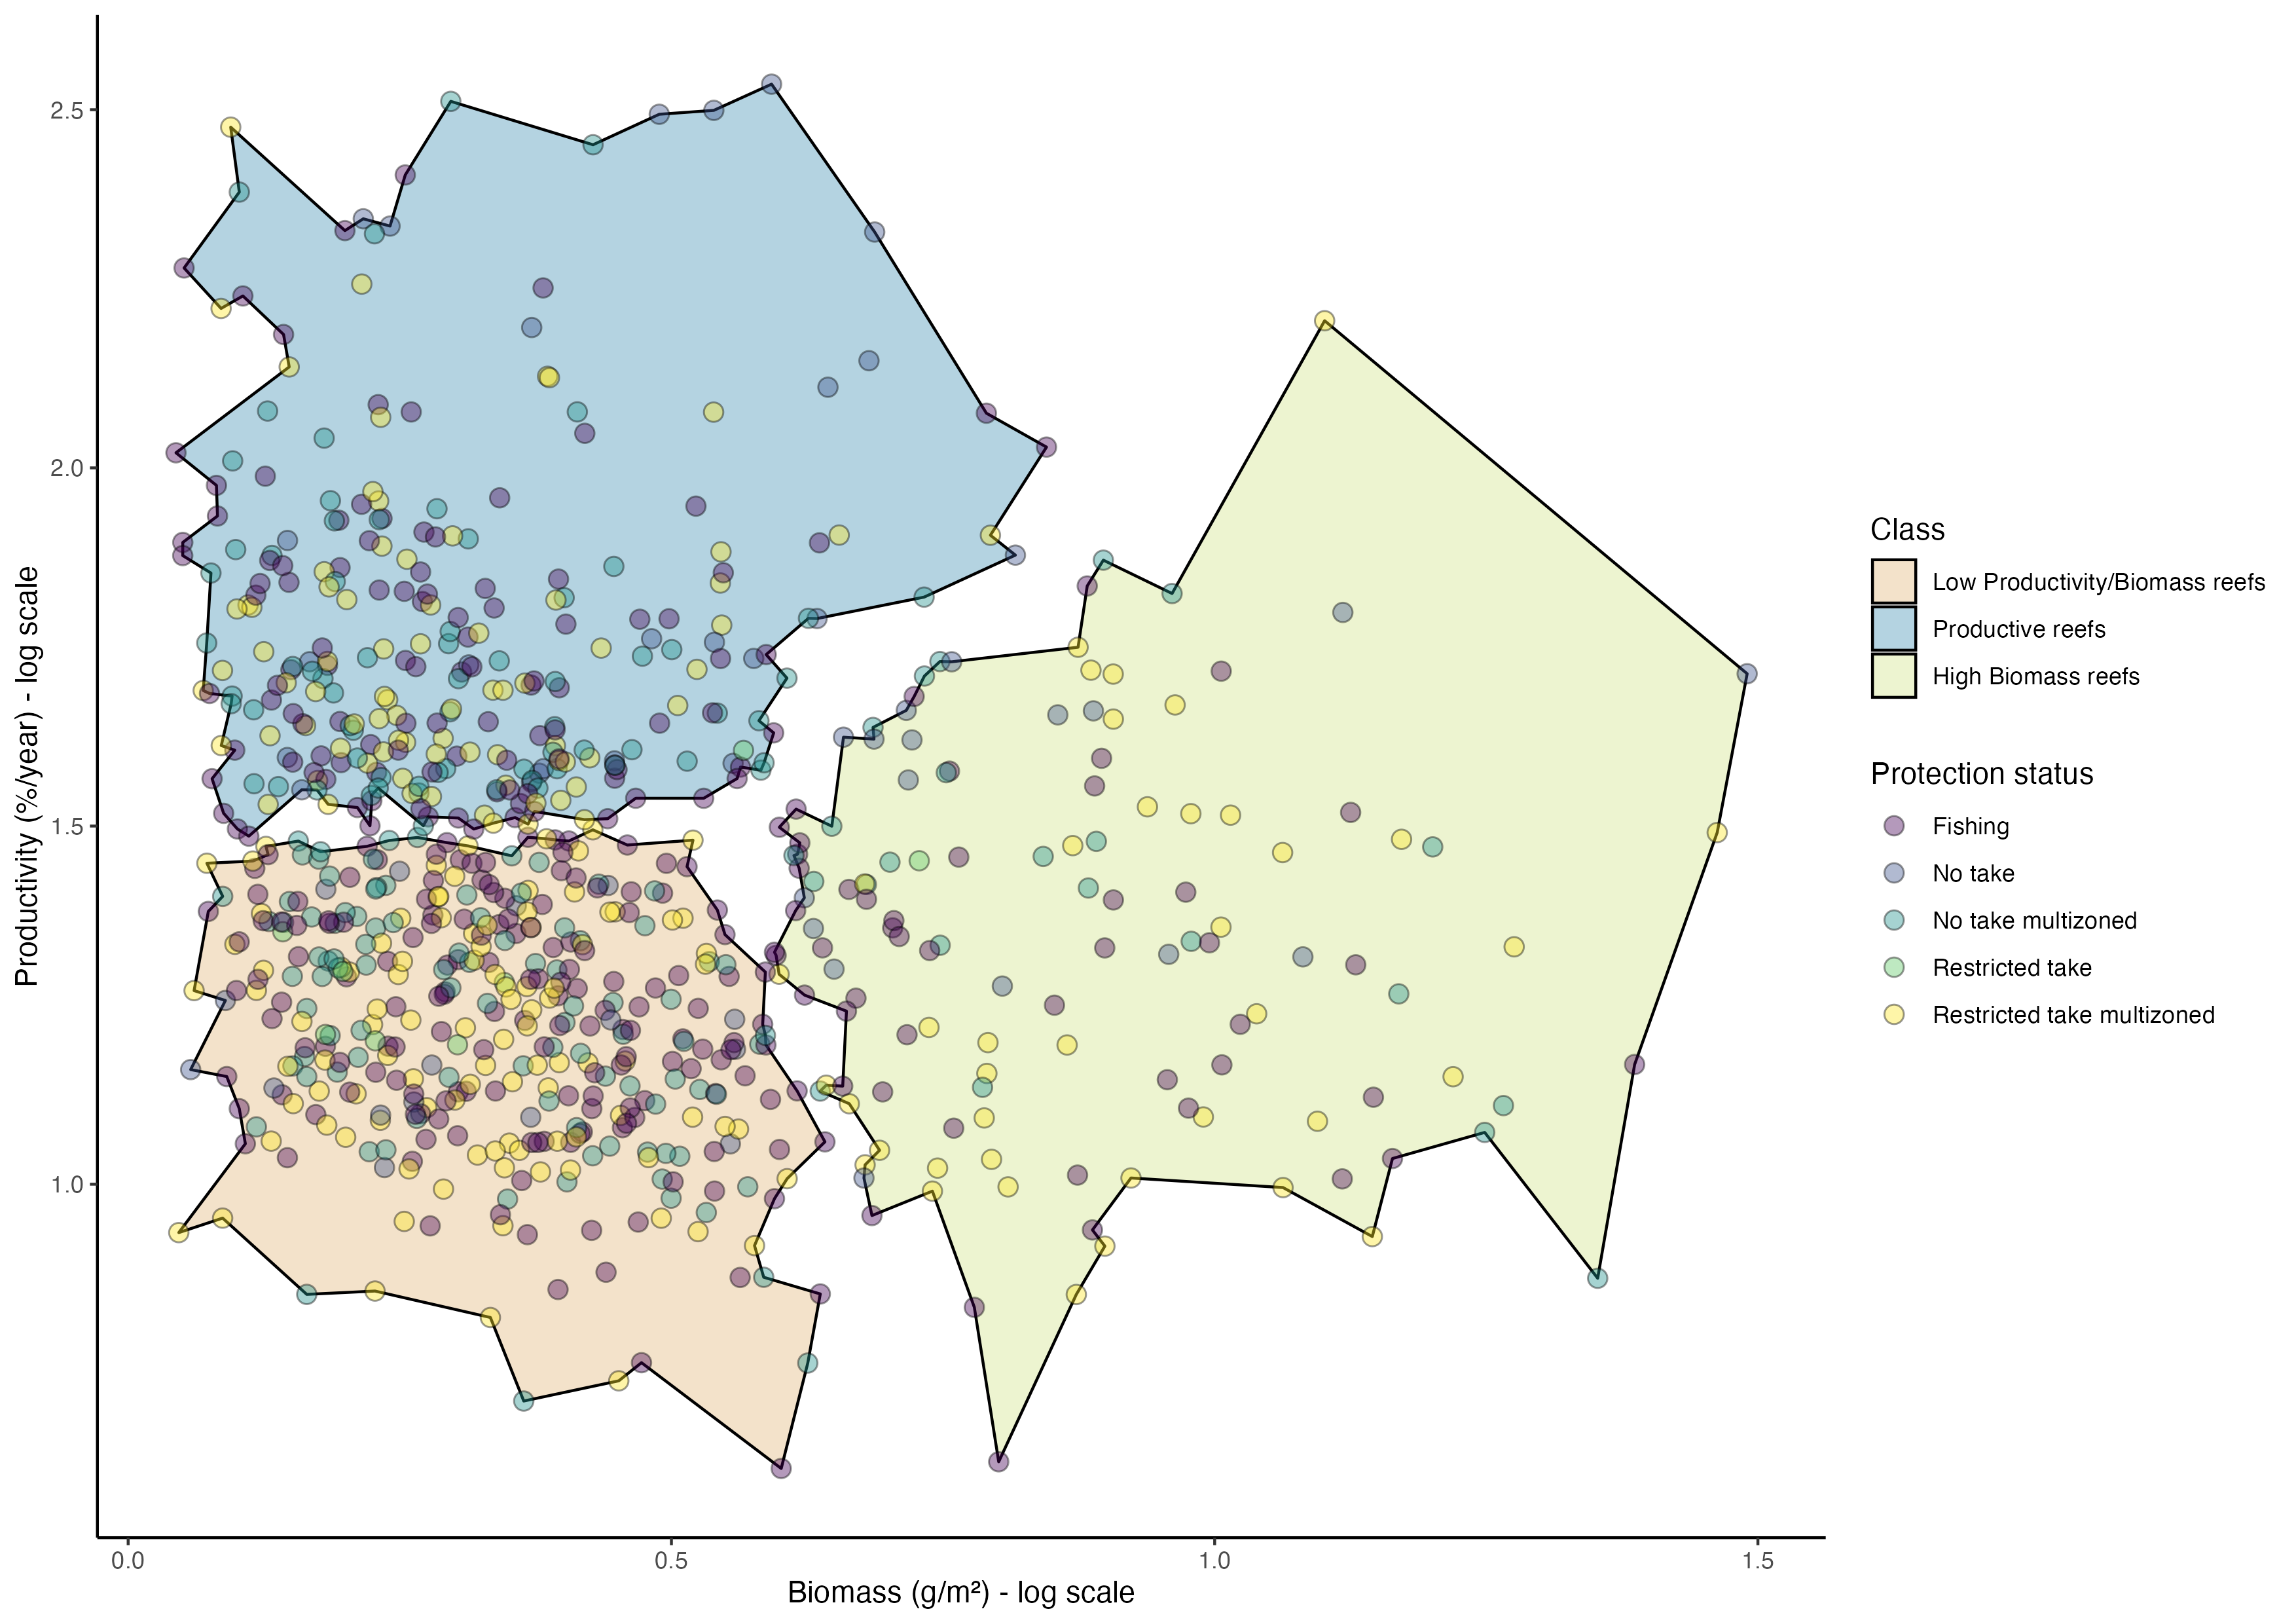 Productivity (%/year) - log scale
2.5
2.0
1.5
1.0
0.0
0.5
1.0
1.5
Biomass (g/m²) - log scale
Class
Low Productivity/Biomass reefs
Productive reefs
High Biomass reefs
Protection status
Fishing
No take
No take multizoned
Restricted take
Restricted take multizoned